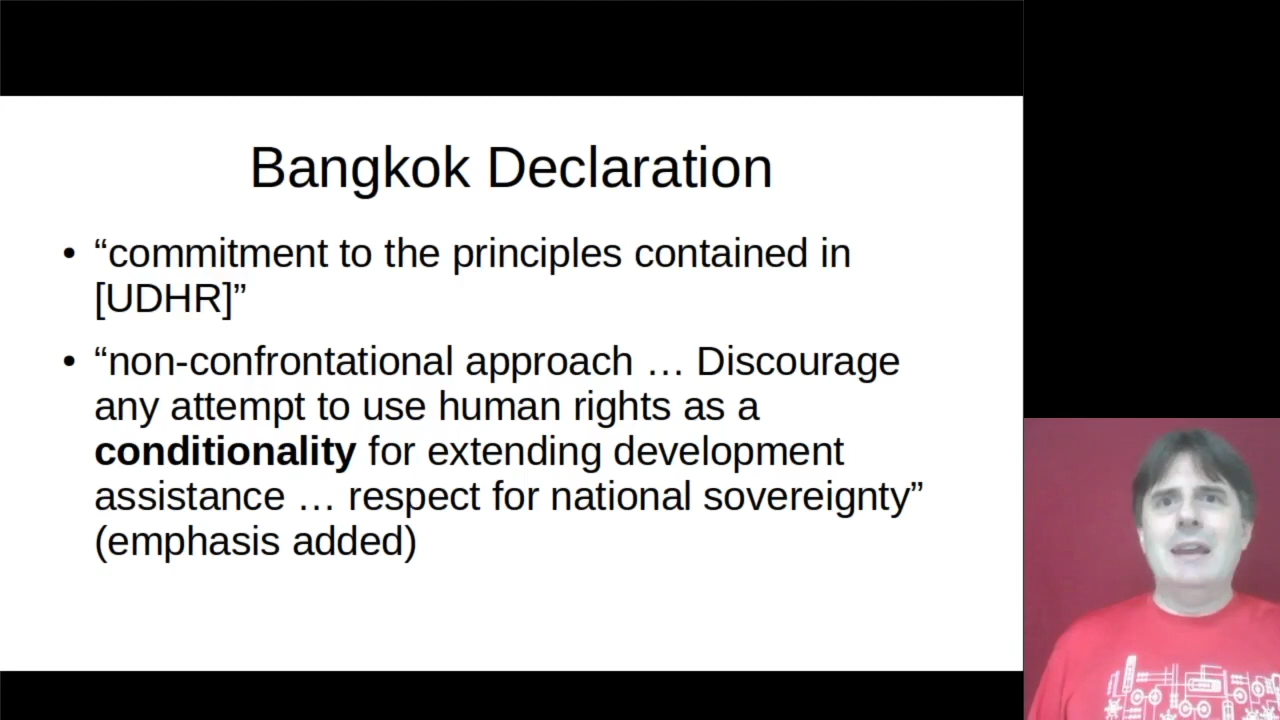 Bangkok Declaration
• “commitment to the principles contained in
[UDHR]”
• “non-confrontational approach … Discourage
any attempt to use human rights as a
conditionality for extending development
assistance … respect for national sovereignty”
(emphasis added)